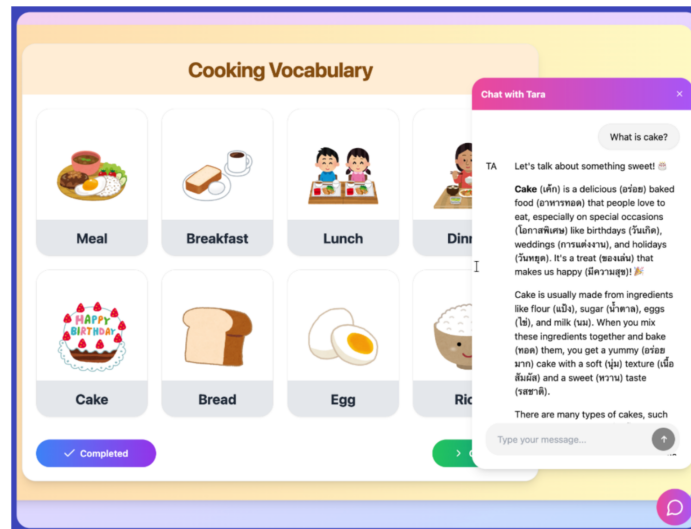 Cooking Vocabulary
Meal
Breakfast
Lunch
Cake
HAPPY
BIRTHDAY
Bread
Egg
Completed
Chat with Tara
What is cake?
TA
Let's talk about something sweet! 🍰
Cake (เค้ก) is a delicious (อร่อย) baked
food (อาหารทอด) that people love to
eat, especially on special occasions
(โอกาสพิเศษ) like birthdays (วันเกิด),
weddings (การแต่งงาน), and holidays
(วันหยุด). It's a treat (ของเล่น) that
makes us happy (มีความสุข)! 🎉
Cake is usually made from ingredients
like flour (แป้ง), sugar (น้ำตาล), eggs
(ไข่), and milk (นม). When you mix
these ingredients together and bake
(ทอด) them, you get a yummy (อร่อย
มาก) cake with a soft (นุ่ม) texture (เนื้อ
สัมผัส) and a sweet (หวาน) taste
(รสชาติ).
There are many types of cakes, such
Type your message...